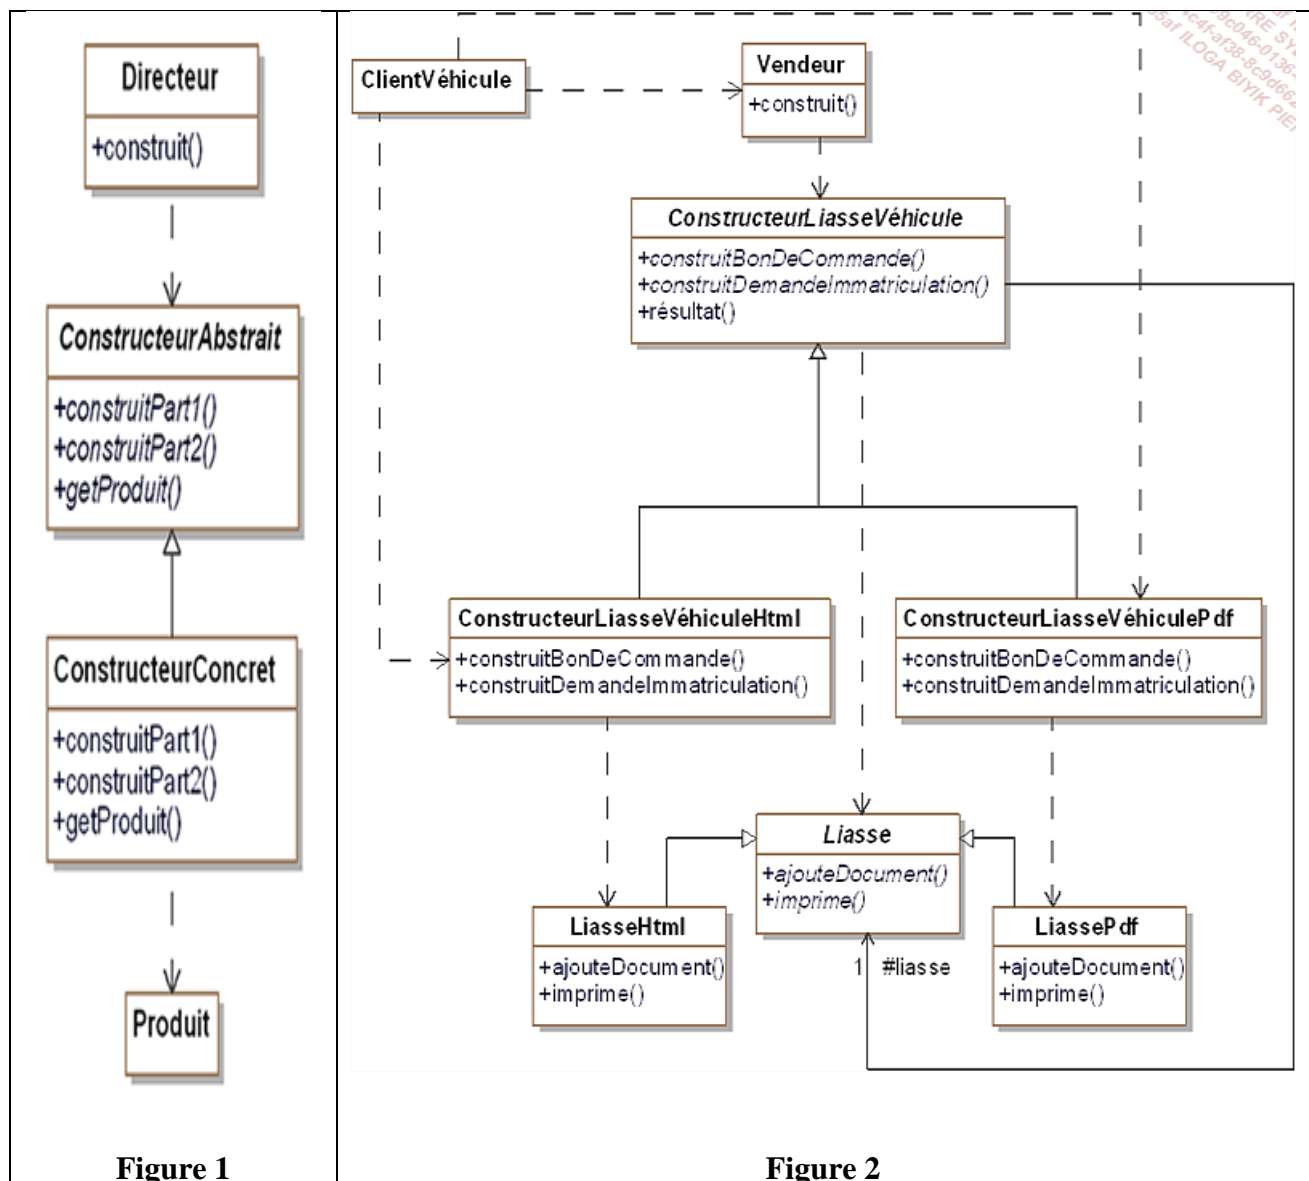 Directeur
+construit()
ConstructeurAbstrait
+construitPart1()
+construitPart2()
+getProduit()
ConstructeurConcret
+construitPart1()
+construitPart2()
+getProduit()
Produit
Figure 1
ClientVéhicule
Vendeur
+construit()
ConstructeurLiasseVéhicule
+construitBonDeCommande()
+construitDemandeImmatriculation()
+résultat()
ConstructeurLiasseVéhiculeHtml
+construitBonDeCommande()
+construitDemandeImmatriculation()
ConstructeurLiasseVéhiculePdf
+construitBonDeCommande()
+construitDemandeImmatriculation()
Liasse
+ajouteDocument()
+imprime()
LiasseHtml
+ajouteDocument()
+imprime()
1 #liasse
LiassePdf
+ajouteDocument()
+imprime()
Figure 2
ILOGA BIYIK